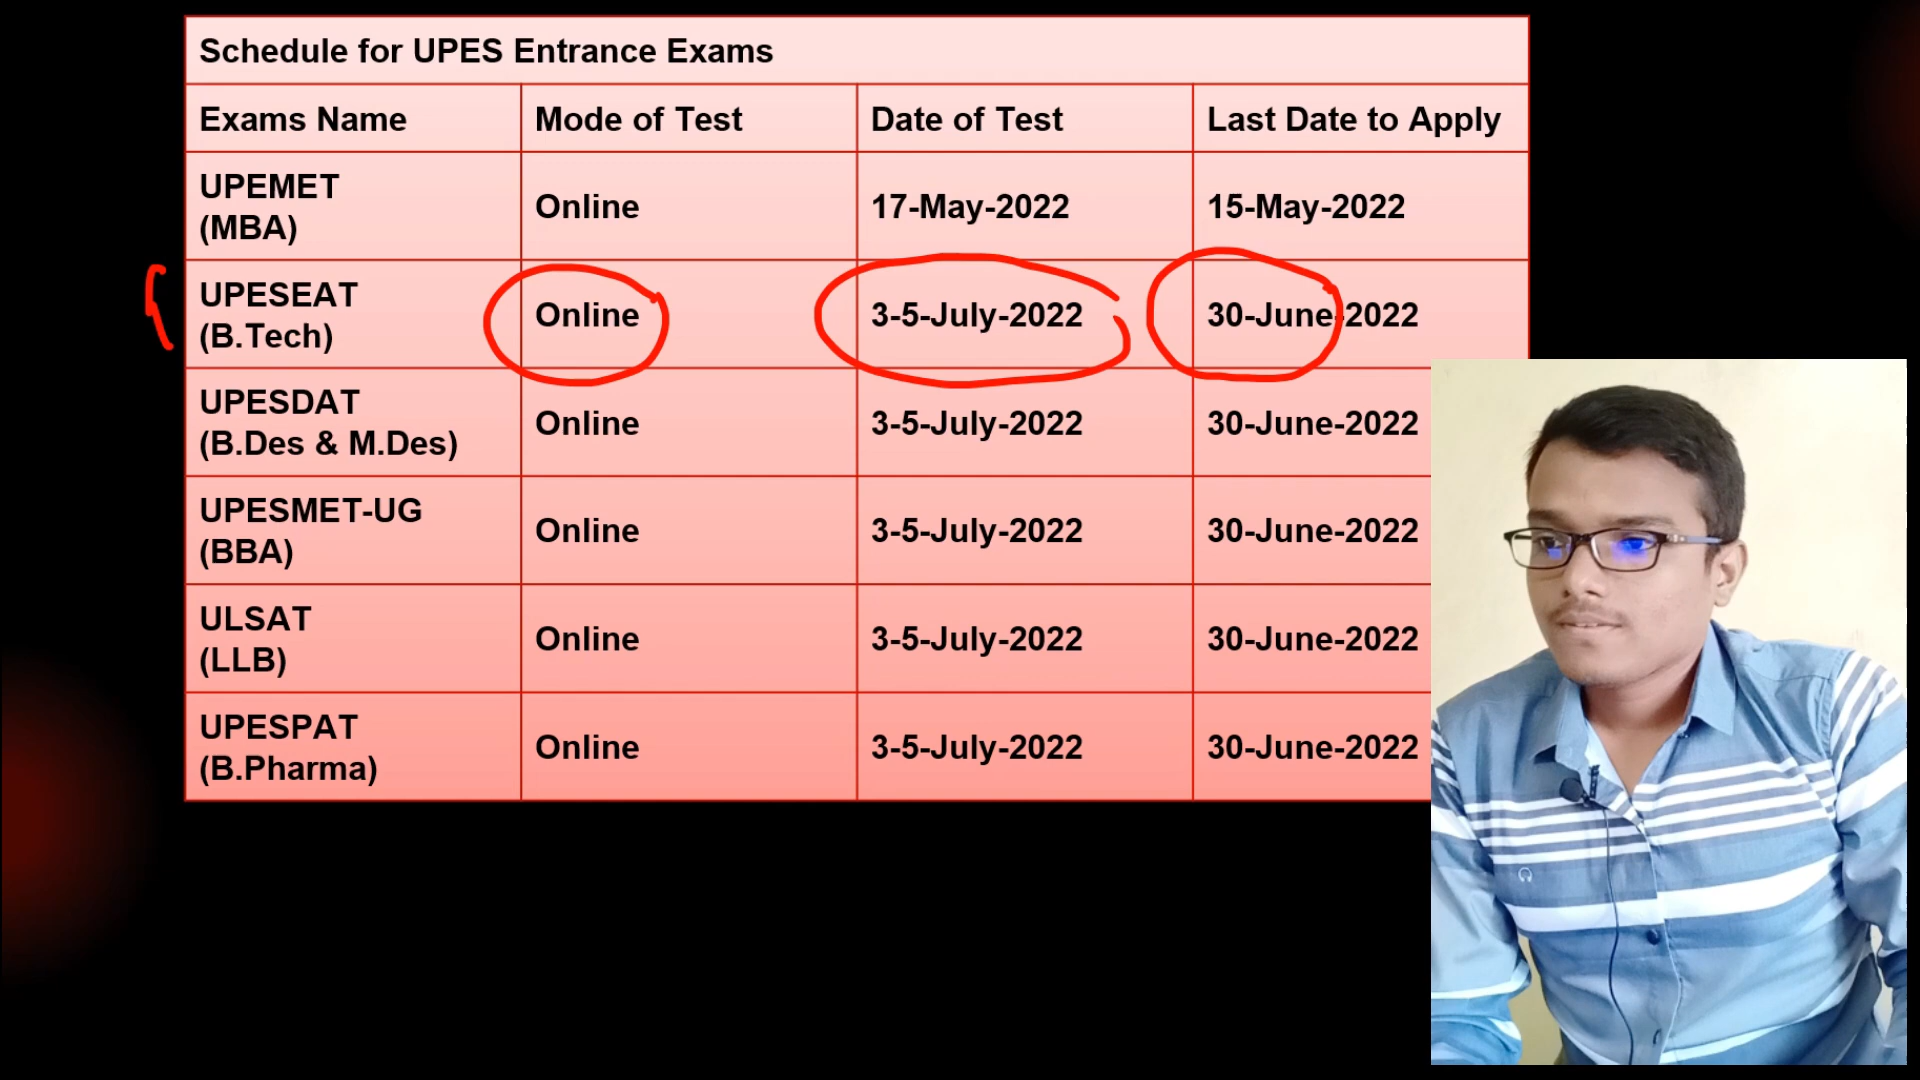 Schedule for UPES Entrance Exams
Exams Name Mode of Test Date of Test Last Date to Apply
UPEMET
(MBA) Online 17-May-2022 15-May-2022
UPESEAT
(B.Tech) Online 3-5-July-2022 30-June-2022
UPESDAT
(B.Des & M.Des) Online 3-5-July-2022 30-June-2022
UPESMET-UG
(BBA) Online 3-5-July-2022 30-June-2022
ULSAT
(LLB) Online 3-5-July-2022 30-June-2022
UPESPAT
(B.Pharma) Online 3-5-July-2022 30-June-2022